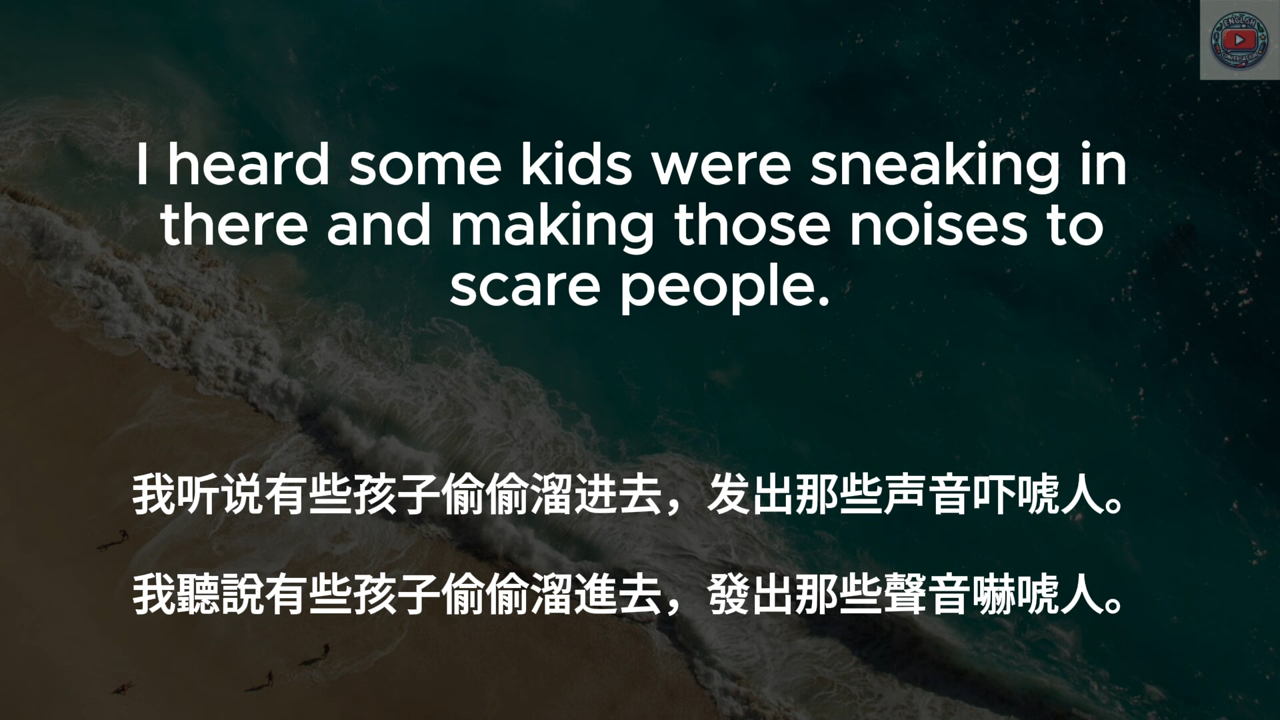 I heard some kids were sneaking in
there and making those noises to
scare people.
我听说有些孩子偷偷溜进去，发出那些声音吓唬人。
我聽說有些孩子偷偷溜進去，發出那些聲音嚇唬人。